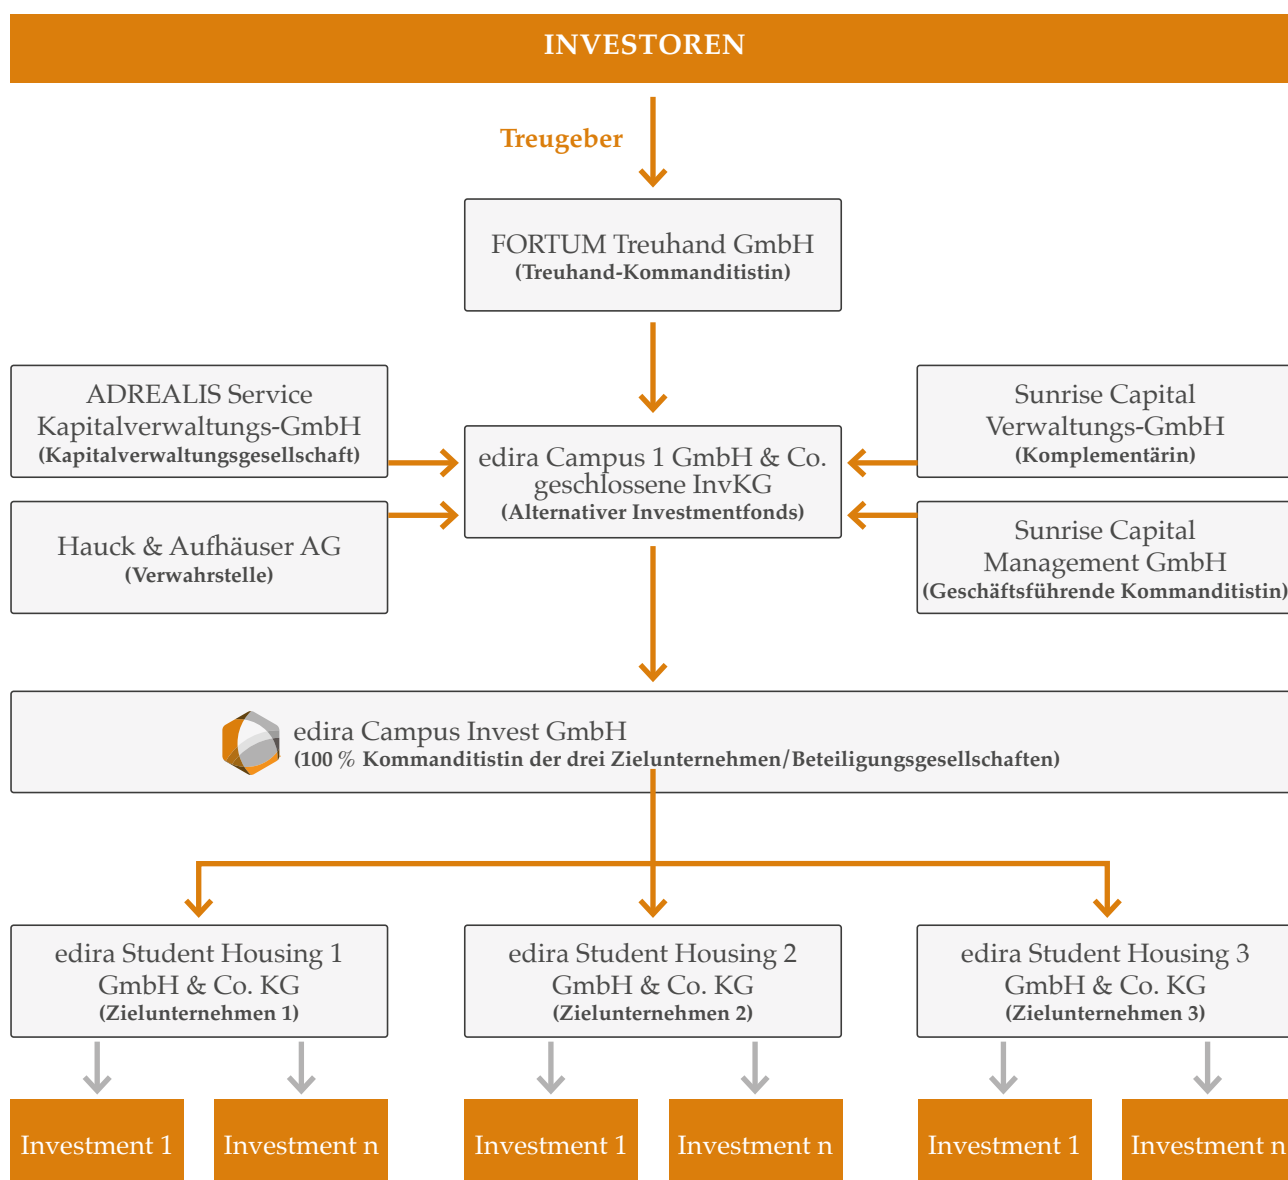 INVESTOREN
Treugeber
FORTUM Treuhand GmbH
(Treuhand-Kommanditistin)
ADREALIS Service
Kapitalverwaltungs-GmbH
(Kapitalverwaltungsgesellschaft)
Hauck & Aufhäuser AG
(Verwahrstelle)
edira Campus 1 GmbH & Co.
geschlossene InvKG
(Alternativer Investmentfonds)
Sunrise Capital
Verwaltungs-GmbH
(Komplementärin)
Sunrise Capital
Management GmbH
(Geschäftsführende Kommanditistin)
edira Campus Invest GmbH
(100 % Kommanditistin der drei Zielunternehmen/Beteiligungsgesellschaften)
edira Student Housing 1
GmbH & Co. KG
(Zielunternehmen 1)
edira Student Housing 2
GmbH & Co. KG
(Zielunternehmen 2)
edira Student Housing 3
GmbH & Co. KG
(Zielunternehmen 3)
Investment 1
Investment n
Investment 1
Investment n
Investment 1
Investment n